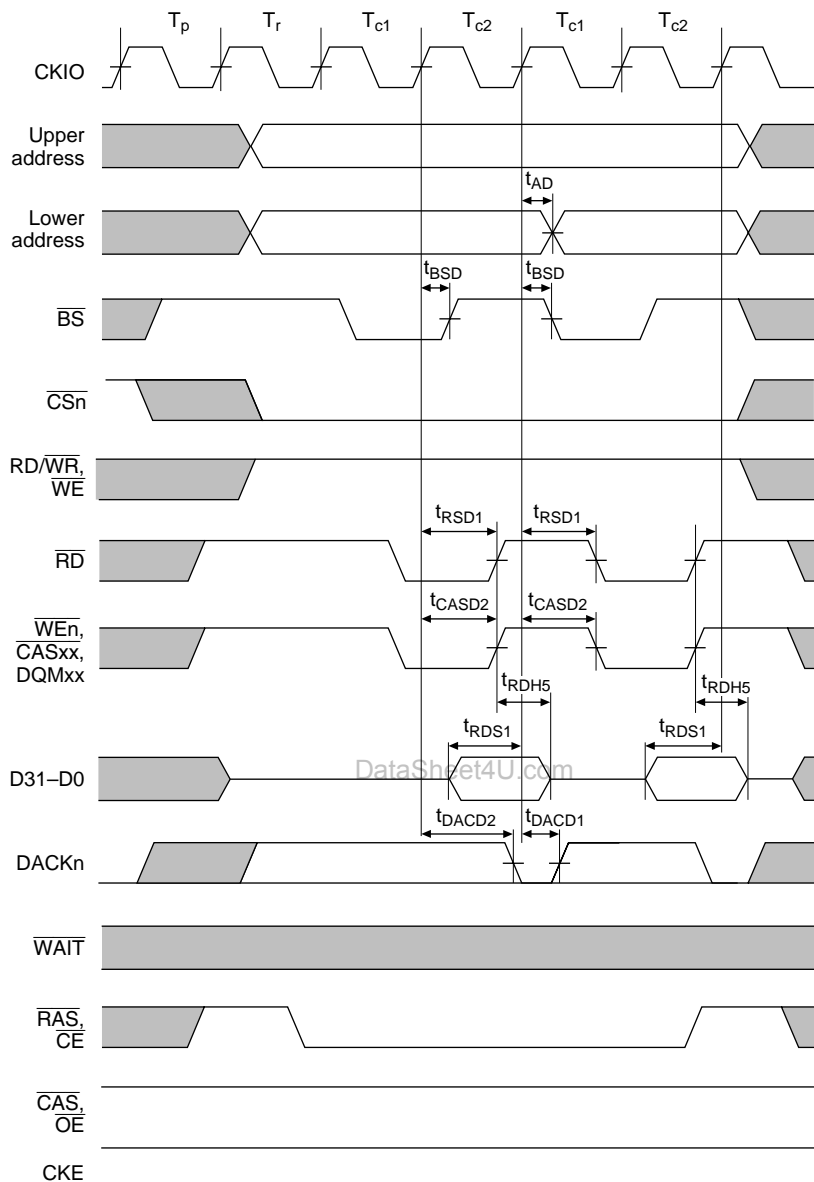 Tp Tr Tc1 Tc2 Tc1 Tc2
CKIO
Upper
address
tAD
Lower
address
tBSD tBSD
BS
CSn
RD/WR,
WE
tRSD1 tRSD1
RD
tCASD2 tCASD2
WEn,
CASxx,
DQMxx
tRDH5 tRDH5
tRDS1 tRDS1
D31–D0
DataSheet4U.com
tDACD2 tDACD1
DACKn
WAIT
RAS,
CE
CAS,
OE
CKE